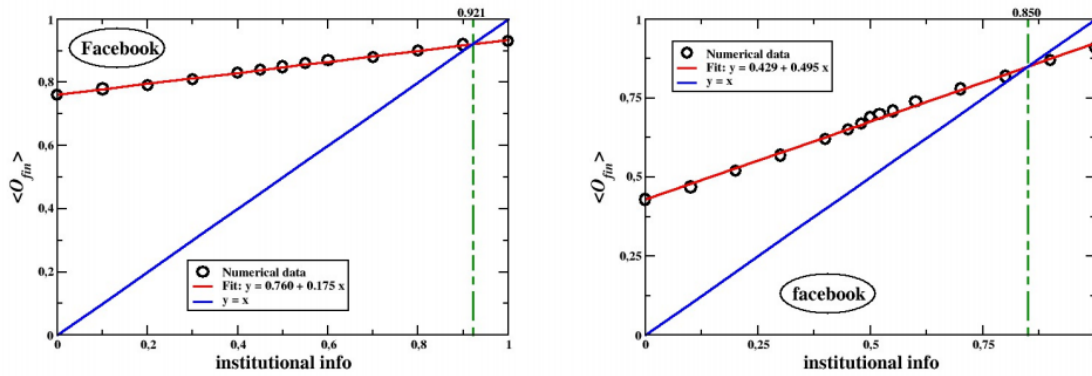 0.921
Facebook
<O_fin>
1
0,8
0,6
0,4
0,2
0
Numerical data
Fit: y = 0.760 + 0.175 x
y = x
0 0,2 0,4 0,6 0,8 1
institutional info
0.850
Numerical data
Fit: y = 0.429 + 0.495 x
y = x
<O_fin>
1
0,75
0,5
0,25
0
facebook
0 0,25 0,5 0,75
institutional info